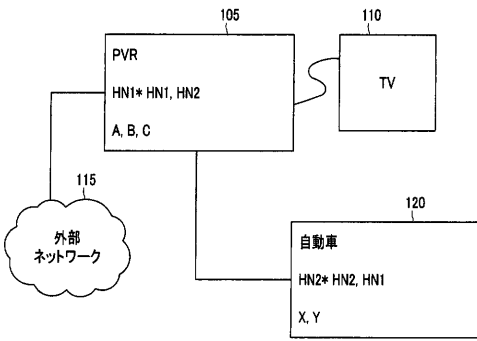 105
PVR
HN1* HN1, HN2
A, B, C
110
TV
115
外部
ネットワーク
120
自動車
HN2* HN2, HN1
X, Y